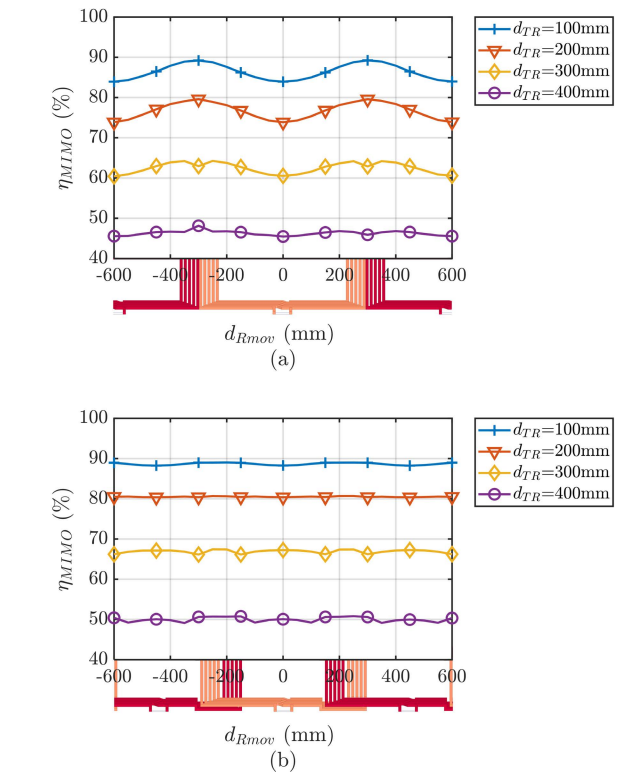 100
90
80
70
60
50
40
η_MIMO (%)
-600 -400 -200 0 200 400 600
d_Rmov (mm)
(a)
d_TR=100mm
d_TR=200mm
d_TR=300mm
d_TR=400mm
100
90
80
70
60
50
40
η_MIMO (%)
-600 -400 -200 0 200 400 600
d_Rmov (mm)
(b)
d_TR=100mm
d_TR=200mm
d_TR=300mm
d_TR=400mm